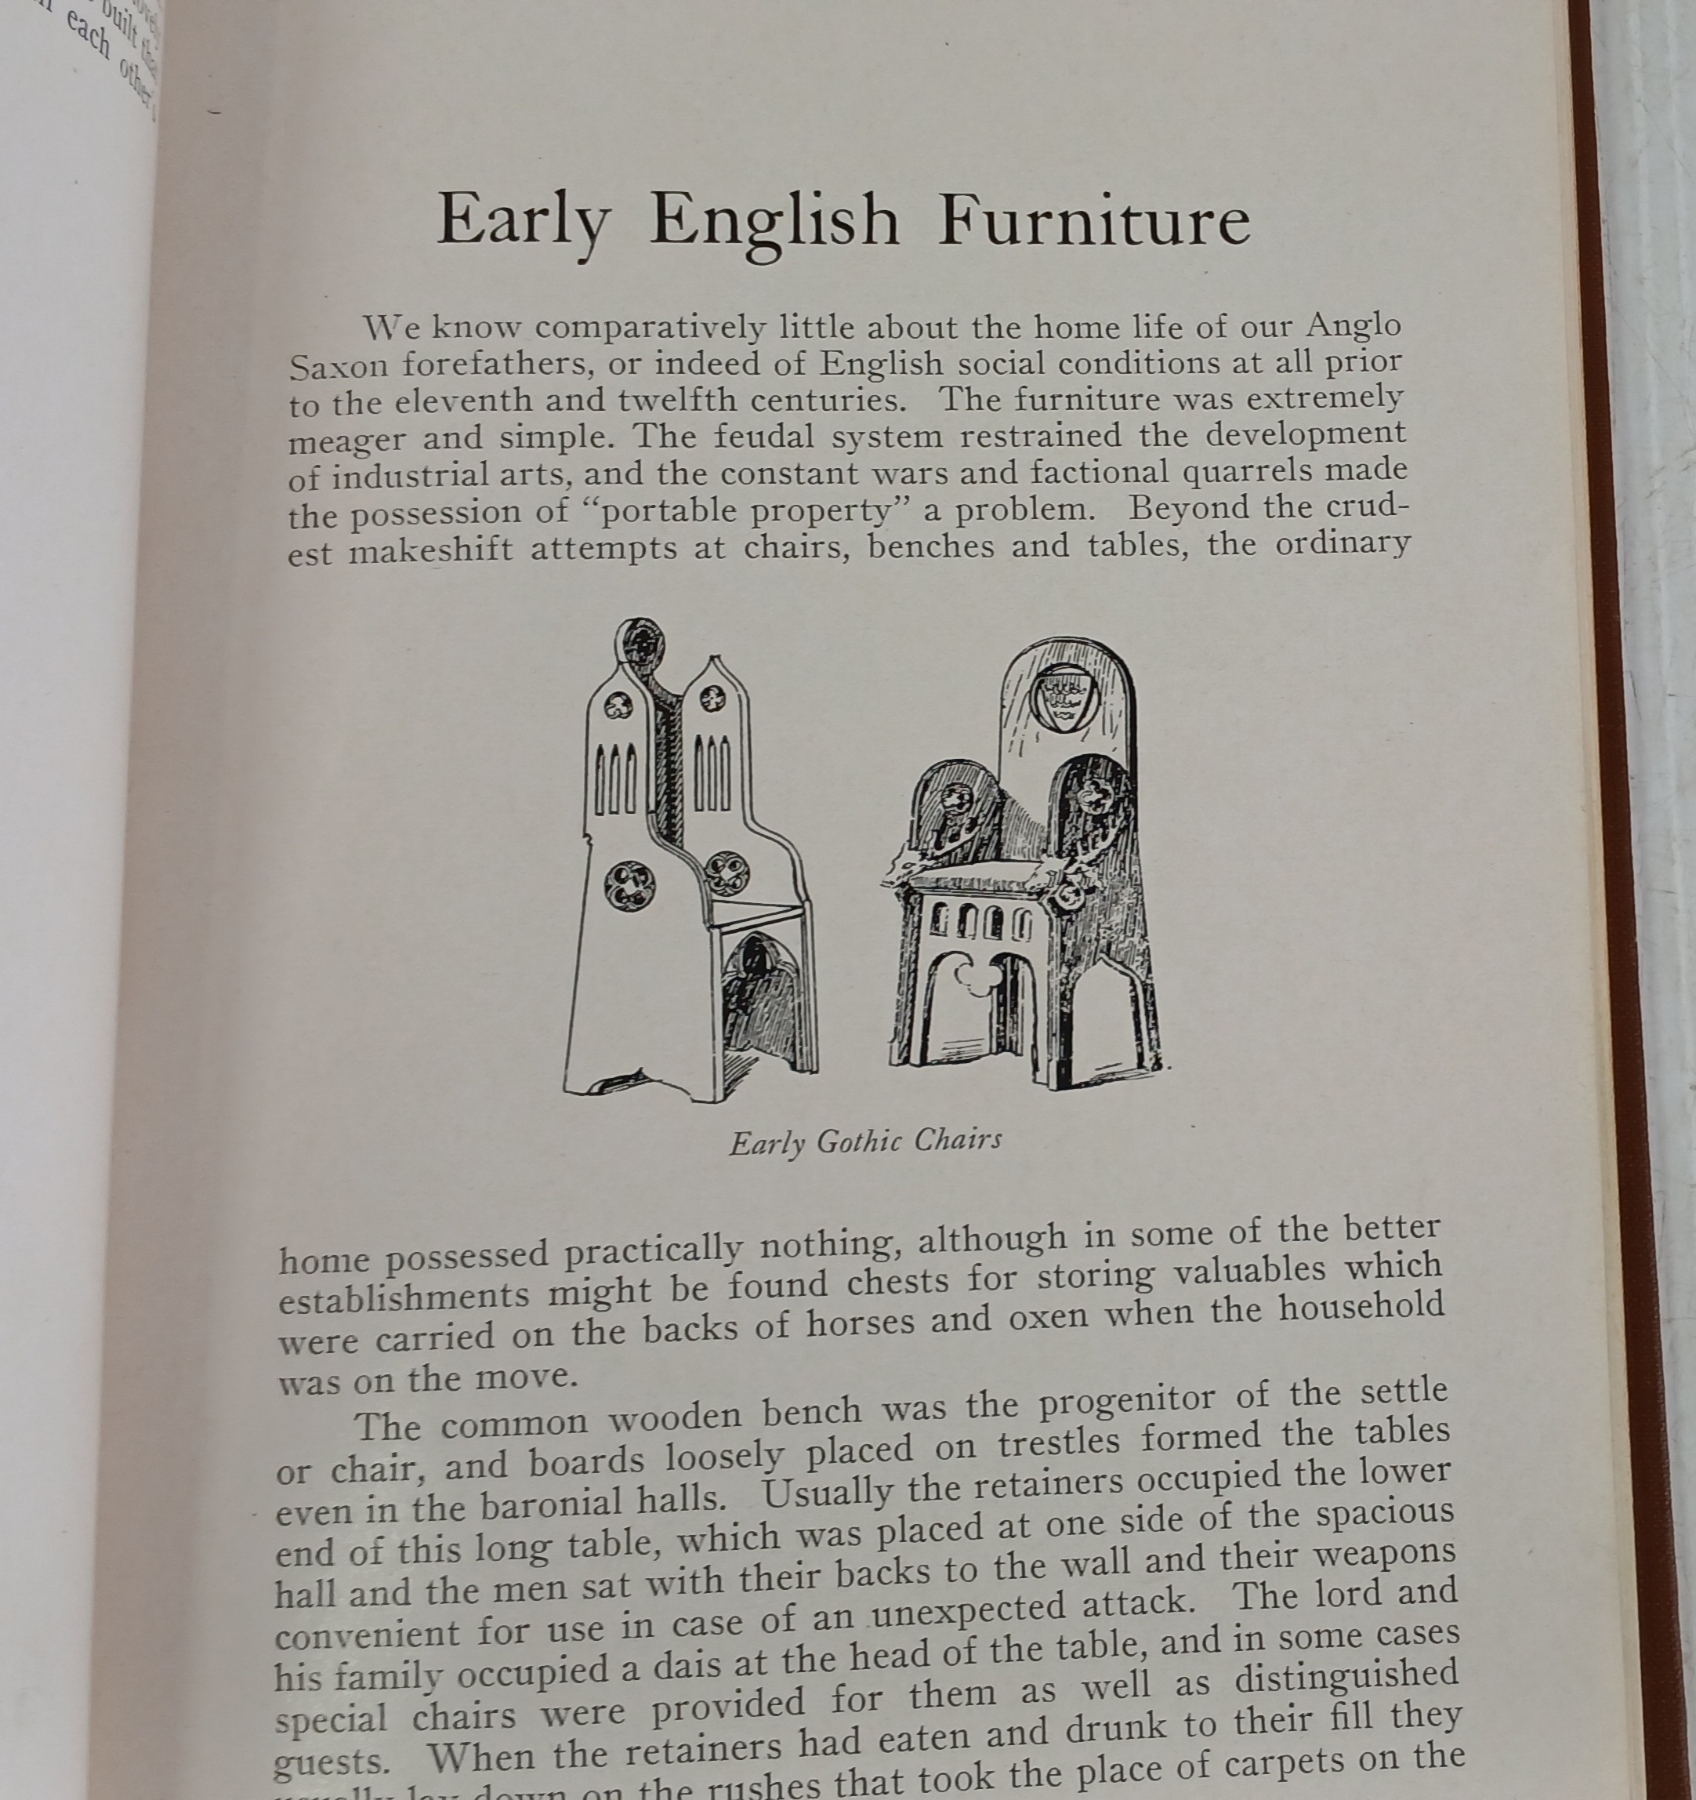 built
each other
Early English Furniture
We know comparatively little about the home life of our Anglo
Saxon forefathers, or indeed of English social conditions at all prior
to the eleventh and twelfth centuries. The furniture was extremely
meager and simple. The feudal system restrained the development
of industrial arts, and the constant wars and factional quarrels made
the possession of “portable property” a problem. Beyond the crud-
est makeshift attempts at chairs, benches and tables, the ordinary
Early Gothic Chairs
home possessed practically nothing, although in some of the better
establishments might be found chests for storing valuables which
were carried on the backs of horses and oxen when the household
was on the move.
The common wooden bench was the progenitor of the settle
or chair, and boards loosely placed on trestles formed the tables
even in the baronial halls. Usually the retainers occupied the lower
end of this long table, which was placed at one side of the spacious
hall and the men sat with their backs to the wall and their weapons
convenient for use in case of an unexpected attack. The lord and
his family occupied a dais at the head of the table, and in some cases
special chairs were provided for them as well as distinguished
guests. When the retainers had eaten and drunk to their fill they
usually lay down on the rushes that took the place of carpets on the